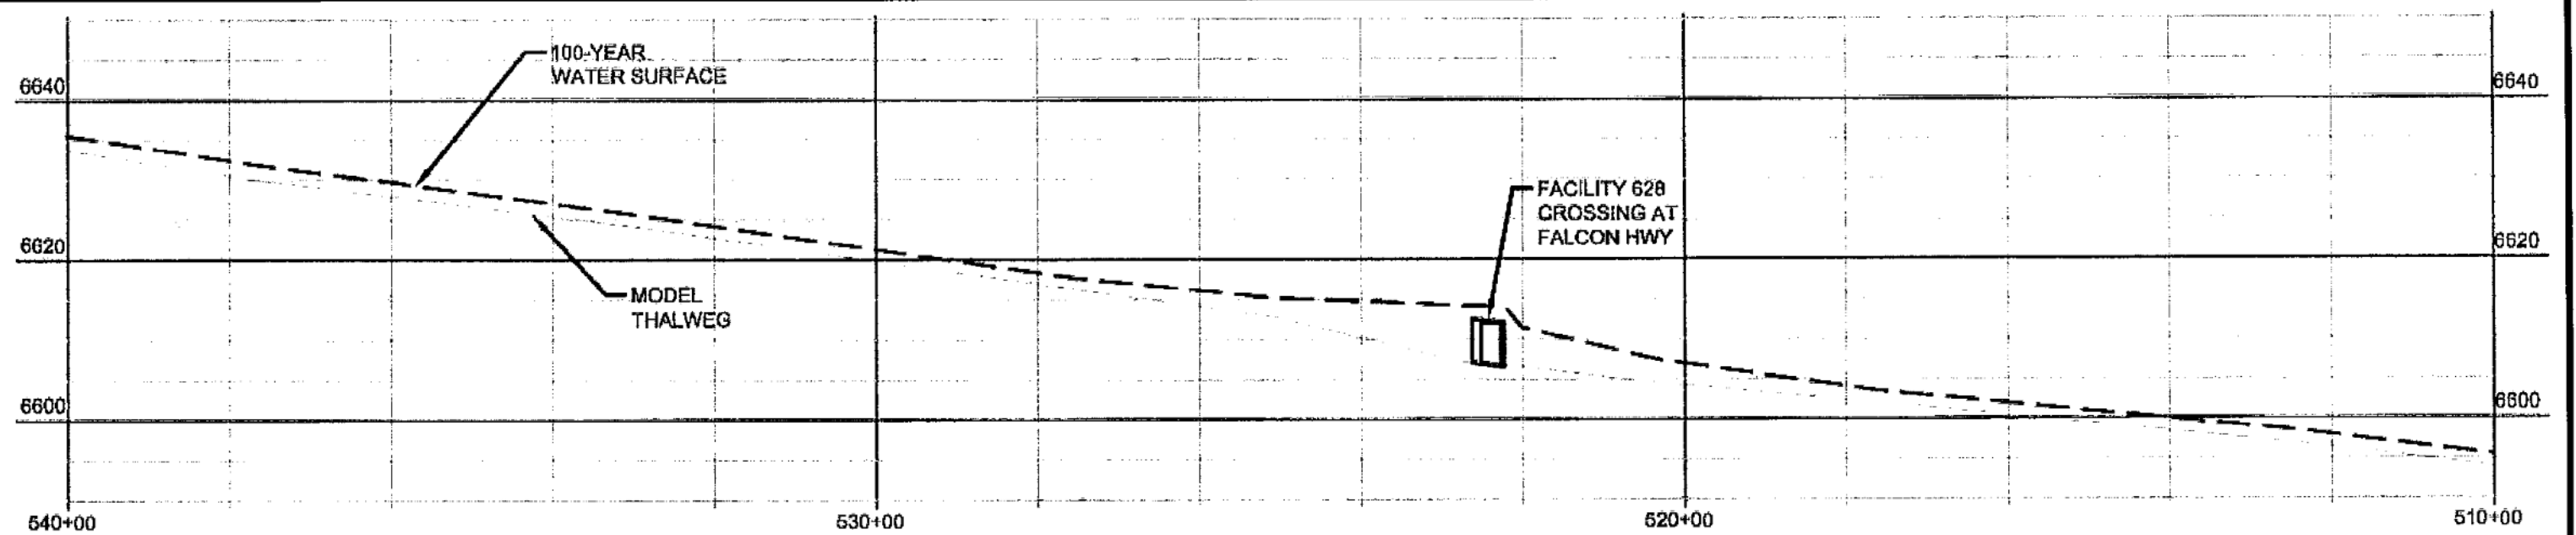 100-YEAR
WATER SURFACE
6640
6640
FACILITY 628
CROSSING AT
FALCON HWY
6620
6620
MODEL
THALWEG
6600
6600
540+00
530+00
520+00
510+00